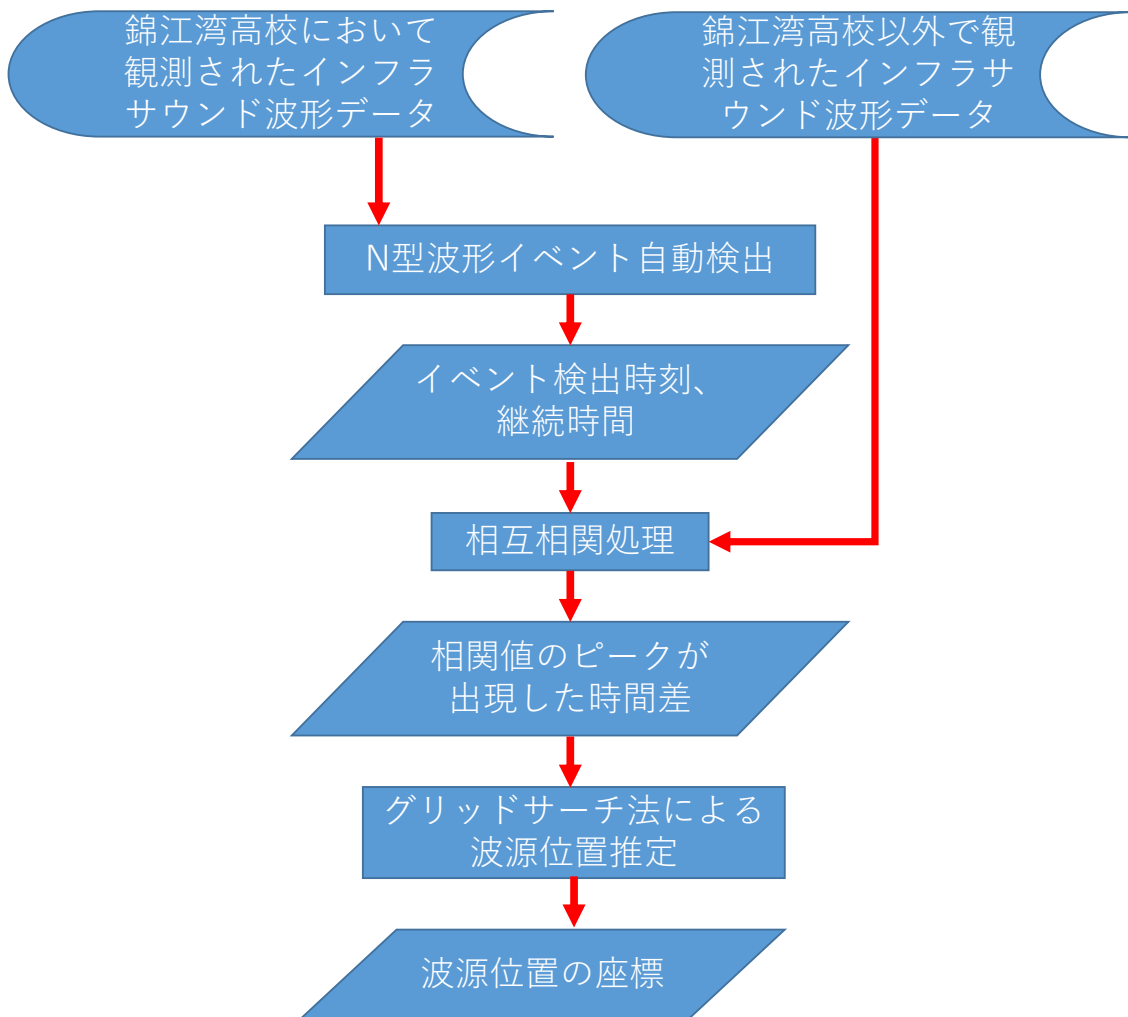 錦江湾高校において
観測されたインフラ
サウンド波形データ
錦江湾高校以外で観
測されたインフラサ
ウンド波形データ
N型波形イベント自動検出
イベント検出時刻、
継続時間
相互相関処理
相関値のピークが
出現した時間差
グリッドサーチ法による
波源位置推定
波源位置の座標